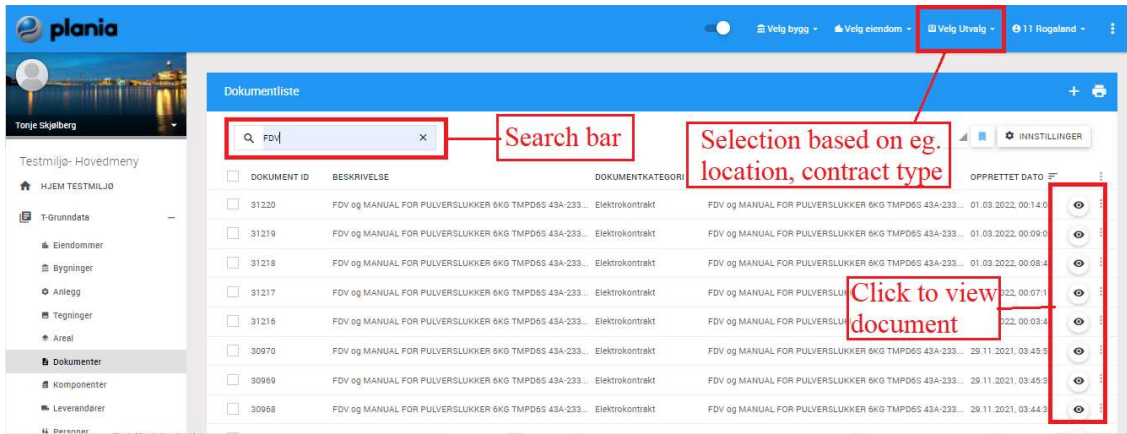 plania
Velg bygg
Velg eiendom
Velg Utvalg
11 Rogaland
Tonje Skjølberg
Testmiljø- Hovedmeny
HJEM TESTMILJØ
T-Grunndata
Eiendommer
Bygninger
Anlegg
Tegninger
Areal
Dokumenter
Komponenter
Leverandører
Personer
Dokumentliste
FDV
Search bar
Selection based on eg.
location, contract type
INNSTILLINGER
DOKUMENT ID BESKRIVELSE DOKUMENTKATEGORI OPPRETTET DATO
31220 FDV og MANUAL FOR PULVERSLUKKER 6KG TMPD6S 43A-233... Elektrokontrakt FDV og MANUAL FOR PULVERSLUKKER 6KG TMPD6S 43A-233... 01.03.2022, 00:14:0
31219 FDV og MANUAL FOR PULVERSLUKKER 6KG TMPD6S 43A-233... Elektrokontrakt FDV og MANUAL FOR PULVERSLUKKER 6KG TMPD6S 43A-233... 01.03.2022, 00:09:0
31218 FDV og MANUAL FOR PULVERSLUKKER 6KG TMPD6S 43A-233... Elektrokontrakt FDV og MANUAL FOR PULVERSLUKKER 6KG TMPD6S 43A-233... 01.03.2022, 00:08:4
31217 FDV og MANUAL FOR PULVERSLUKKER 6KG TMPD6S 43A-233... Elektrokontrakt FDV og MANUAL FOR 2022, 00:07:1
31216 FDV og MANUAL FOR PULVERSLUKKER 6KG TMPD6S 43A-233... Elektrokontrakt FDV og MANUAL FOR 2022, 00:03:4
Click to view
document
30970 FDV og MANUAL FOR PULVERSLUKKER 6KG TMPD6S 43A-233... Elektrokontrakt FDV og MANUAL FOR PULVERSLUKKER 6KG TMPD6S 43A-233... 29.11.2021, 03:45:5
30969 FDV og MANUAL FOR PULVERSLUKKER 6KG TMPD6S 43A-233... Elektrokontrakt FDV og MANUAL FOR PULVERSLUKKER 6KG TMPD6S 43A-233... 29.11.2021, 03:45:3
30968 FDV og MANUAL FOR PULVERSLUKKER 6KG TMPD6S 43A-233... Elektrokontrakt FDV og MANUAL FOR PULVERSLUKKER 6KG TMPD6S 43A-233... 29.11.2021, 03:44:3